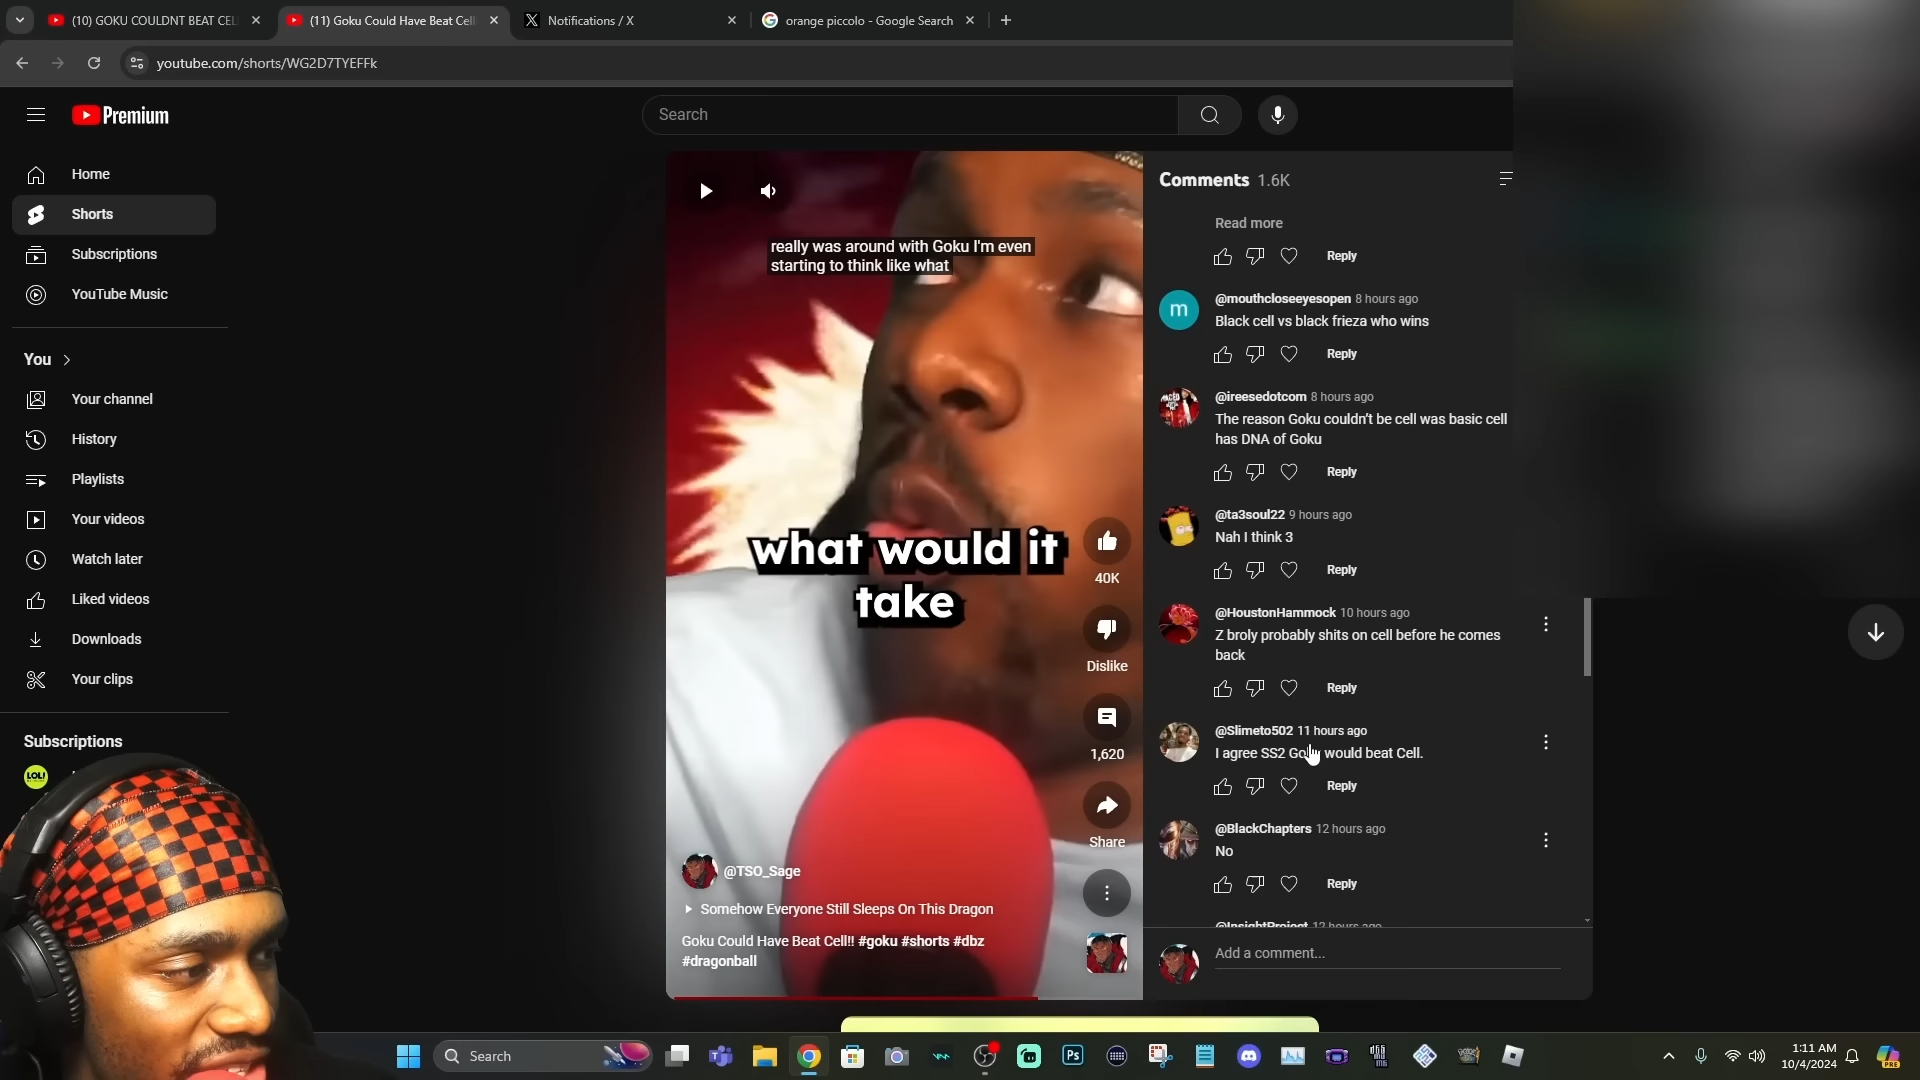 (10) GOKU COULDNT BEAT CEL
(11) Goku Could Have Beat Cell
Notifications / X
orange piccolo - Google Search
youtube.com/shorts/WG2D7TYEFFk
Premium
Search
Home
Shorts
Subscriptions
YouTube Music
You
Your channel
History
Playlists
Your videos
Watch later
Liked videos
Downloads
Your clips
Subscriptions
LOL!
really was around with Goku I'm even
starting to think like what
what would it
take
40K
Dislike
1,620
Share
@TSO_Sage
Somehow Everyone Still Sleeps On This Dragon
Goku Could Have Beat Cell!! #goku #shorts #dbz
#dragonball
Comments 1.6K
Read more
Reply
m
@mouthcloseeyesopen 8 hours ago
Black cell vs black frieza who wins
Reply
@ireesedotcom 8 hours ago
The reason Goku couldn't be cell was basic cell
has DNA of Goku
Reply
@ta3soul22 9 hours ago
Nah I think 3
Reply
@HoustonHammock 10 hours ago
Z broly probably shits on cell before he comes
back
Reply
@Slimeto502 11 hours ago
I agree SS2 Goku would beat Cell.
Reply
@BlackChapters 12 hours ago
No
Reply
@InsightProject 12 hours ago
Add a comment...
Search
Ps
1:11 AM
10/4/2024
PRE